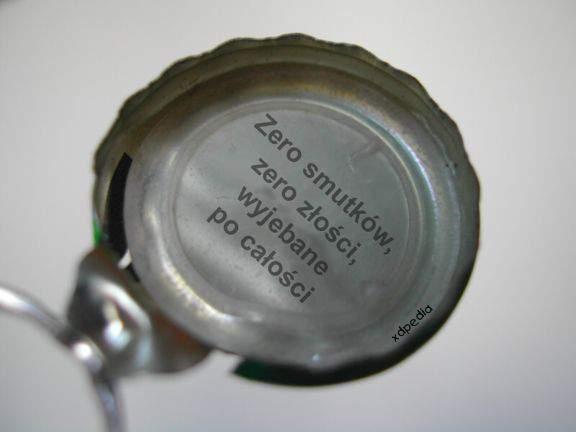 Zero smutków,
zero złości,
wyjebane
po całości
xdpedia